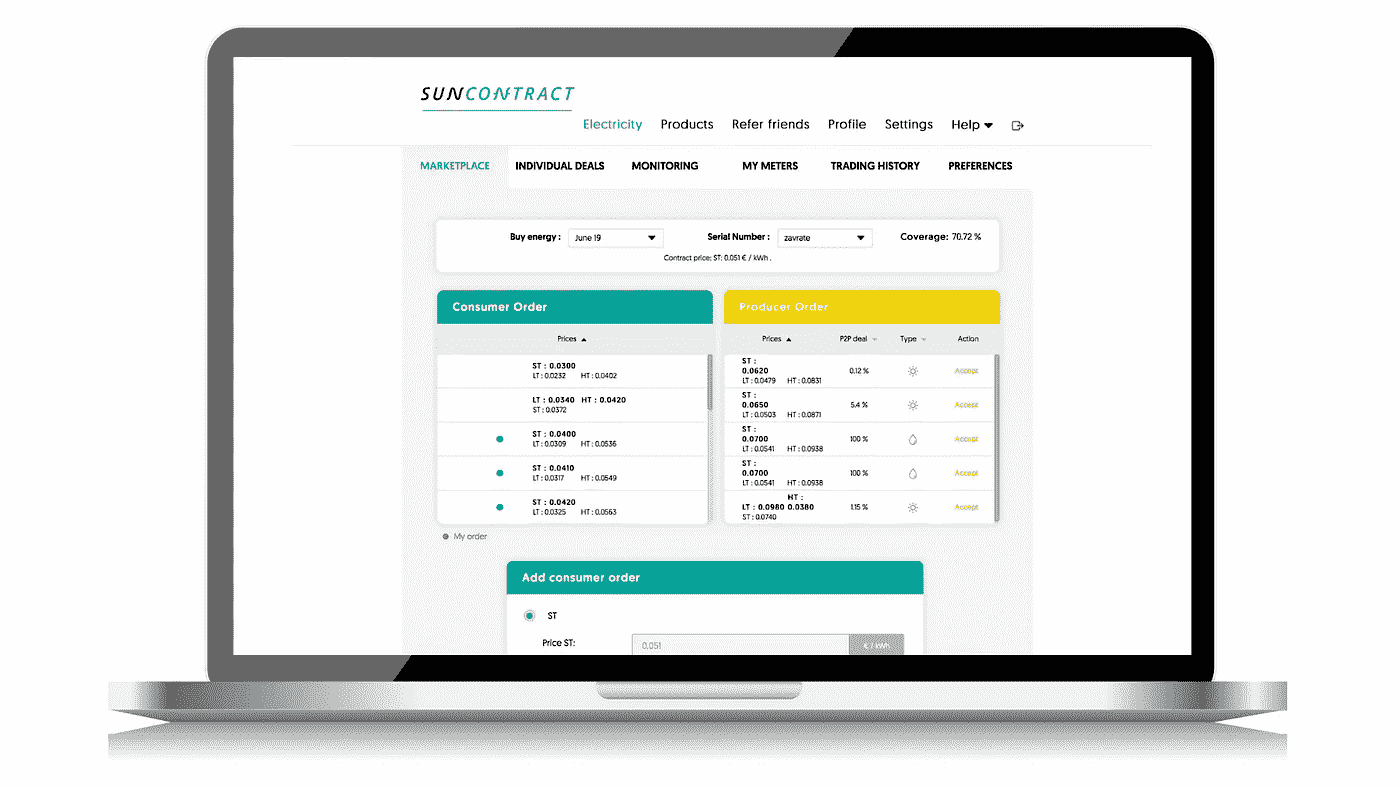 SUNCONTRACT
Electricity Products Refer friends Profile Settings Help
MARKETPLACE INDIVIDUAL DEALS MONITORING MY METERS TRADING HISTORY PREFERENCES
Buy energy : June 19 Serial Number : zavrate Coverage: 70.72 %
Contract price: ST: 0.051 € / kWh .
Consumer Order
Prices
ST : 0.0300
LT : 0.0232 HT : 0.0402
LT : 0.0340 HT : 0.0420
ST : 0.0372
ST : 0.0400
LT : 0.0309 HT : 0.0536
ST : 0.0410
LT : 0.0317 HT : 0.0549
ST : 0.0420
LT : 0.0325 HT : 0.0563
My order
Producer Order
Prices P2P deal Type Action
ST :
0.0620 0.12 % Accept
LT : 0.0479 HT : 0.0831
ST :
0.0650 5.4 % Accept
LT : 0.0503 HT : 0.0871
ST :
0.0700 100 % Accept
LT : 0.0541 HT : 0.0938
ST :
0.0700 100 % Accept
LT : 0.0541 HT : 0.0938
HT :
LT : 0.0980 0.0380 1.15 % Accept
ST : 0.0740
Add consumer order
ST
Price ST: 0.051 € / kWh